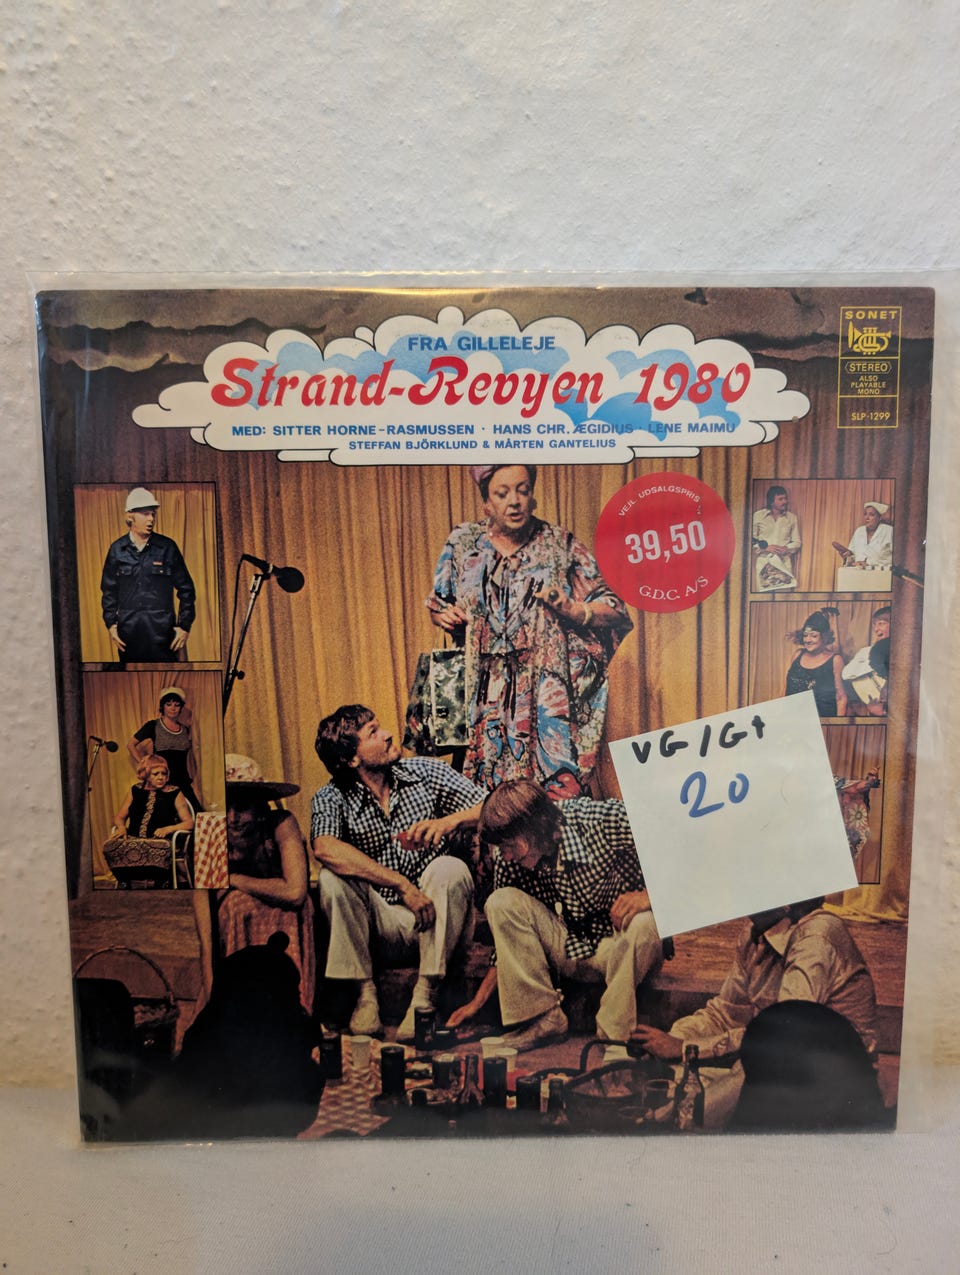 FRA GILLELEJE
Strand-Revyen 1980
MED: SITTER HORNE-RASMUSSEN · HANS CHR. ÆGIDIUS · LENE MAIMU
STEFFAN BJÖRKLUND & MÅRTEN GANTELIUS
SONET
STEREO
ALSO
PLAYABLE
MONO
SLP-1299
VEJL. UDSALGSPRIS
39,50
G.D.C. A/S
VG/G+
20